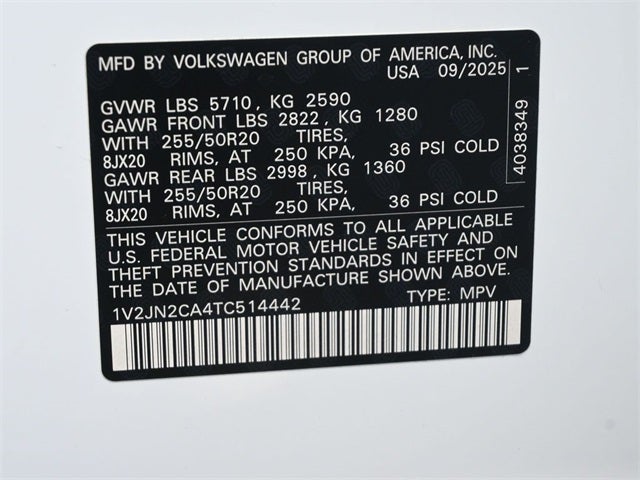 MFD BY VOLKSWAGEN GROUP OF AMERICA, INC.
USA 09/2025
GVWR LBS 5710, KG 2590
GAWR FRONT LBS 2822, KG 1280
WITH 255/50R20 TIRES,
8JX20 RIMS, AT 250 KPA, 36 PSI COLD
GAWR REAR LBS 2998, KG 1360
WITH 255/50R20 TIRES,
8JX20 RIMS, AT 250 KPA, 36 PSI COLD
THIS VEHICLE CONFORMS TO ALL APPLICABLE
U.S. FEDERAL MOTOR VEHICLE SAFETY AND
THEFT PREVENTION STANDARDS IN EFFECT ON
THE DATE OF MANUFACTURE SHOWN ABOVE.
1V2JN2CA4TC514442 TYPE: MPV
4038349 1